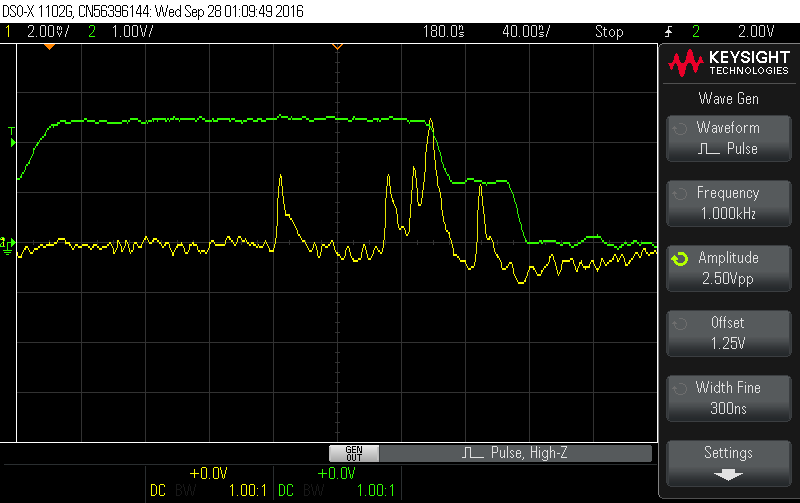 DSO-X 1102G, CN56396144: Wed Sep 28 01:09:49 2016
1 2.00V/ 2 1.00V/ 180.0s 40.00s/ Stop 2 2.00V
KEYSIGHT
TECHNOLOGIES
Wave Gen
Waveform
Pulse
Frequency
1.000kHz
Amplitude
2.50Vpp
Offset
1.25V
Width Fine
300ns
Settings
T
GEN
OUT
Pulse, High-Z
+0.0V +0.0V
DC BW 1.00:1 DC BW 1.00:1